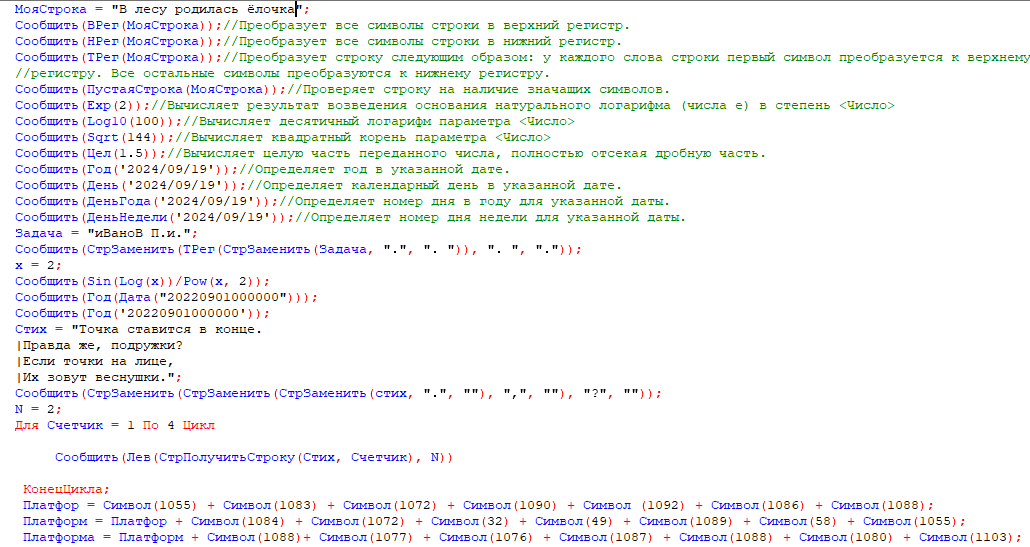 МояСтрока = "В лесу родилась ёлочка";
Сообщить(ВРег(МояСтрока));//Преобразует все символы строки в верхний регистр.
Сообщить(НРег(МояСтрока));//Преобразует все символы строки в нижний регистр.
Сообщить(ТРег(МояСтрока));//Преобразует строку следующим образом: у каждого слова строки первый символ преобразуется к верхнему
//регистру. Все остальные символы преобразуются к нижнему регистру.
Сообщить(ПустаяСтрока(МояСтрока));//Проверяет строку на наличие значащих символов.
Сообщить(Exp(2));//Вычисляет результат возведения основания натурального логарифма (числа e) в степень <Число>
Сообщить(Log10(100));//Вычисляет десятичный логарифм параметра <Число>
Сообщить(Sqrt(144));//Вычисляет квадратный корень параметра <Число>
Сообщить(Цел(1.5));//Вычисляет целую часть переданного числа, полностью отсекая дробную часть.
Сообщить(Год('2024/09/19'));//Определяет год в указанной дате.
Сообщить(День('2024/09/19'));//Определяет календарный день в указанной дате.
Сообщить(ДеньГода('2024/09/19'));//Определяет номер дня в году для указанной даты.
Сообщить(ДеньНедели('2024/09/19'));//Определяет номер дня недели для указанной даты.
Задача = "иВаноВ П.и.";
Сообщить(СтрЗаменить(ТРег(СтрЗаменить(Задача, ".", ". ")), ". ", "."));
х = 2;
Сообщить(Sin(Log(х))/Pow(х, 2));
Сообщить(Год(Дата("20220901000000")));
Сообщить(Год('20220901000000'));
Стих = "Точка ставится в конце.
|Правда же, подружки?
|Если точки на лице,
|Их зовут веснушки.";
Сообщить(СтрЗаменить(СтрЗаменить(СтрЗаменить(стих, ".", ""), ",", ""), "?", ""));
N = 2;
Для Счетчик = 1 По 4 Цикл
Сообщить(Лев(СтрПолучитьСтроку(Стих, Счетчик), N))
КонецЦикла;
Платфор = Символ(1055) + Символ(1083) + Символ(1072) + Символ(1090) + Символ (1092) + Символ(1086) + Символ(1088);
Платформ = Платфор + Символ(1084) + Символ(1072) + Символ(32) + Символ(49) + Символ(1089) + Символ(58) + Символ(1055);
Платформа = Платформ + Символ(1088)+ Символ(1077) + Символ(1076) + Символ(1087) + Символ(1088) + Символ(1080) + Символ(1103);